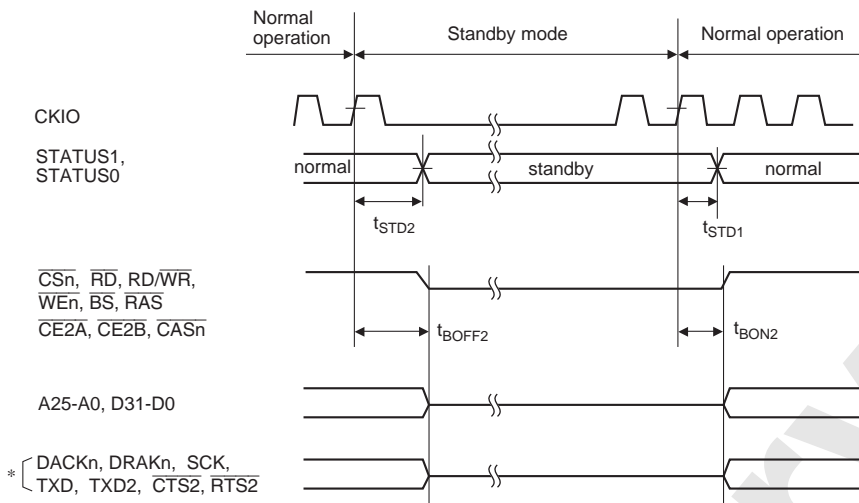 Normal
operation
Standby mode
Normal operation
CKIO
STATUS1,
STATUS0
normal
standby
normal
tSTD2
tSTD1
CSn, RD, RD/WR,
WEn, BS, RAS
CE2A, CE2B, CASn
tBOFF2
tBON2
A25-A0, D31-D0
* DACKn, DRAKn, SCK,
TXD, TXD2, CTS2, RTS2